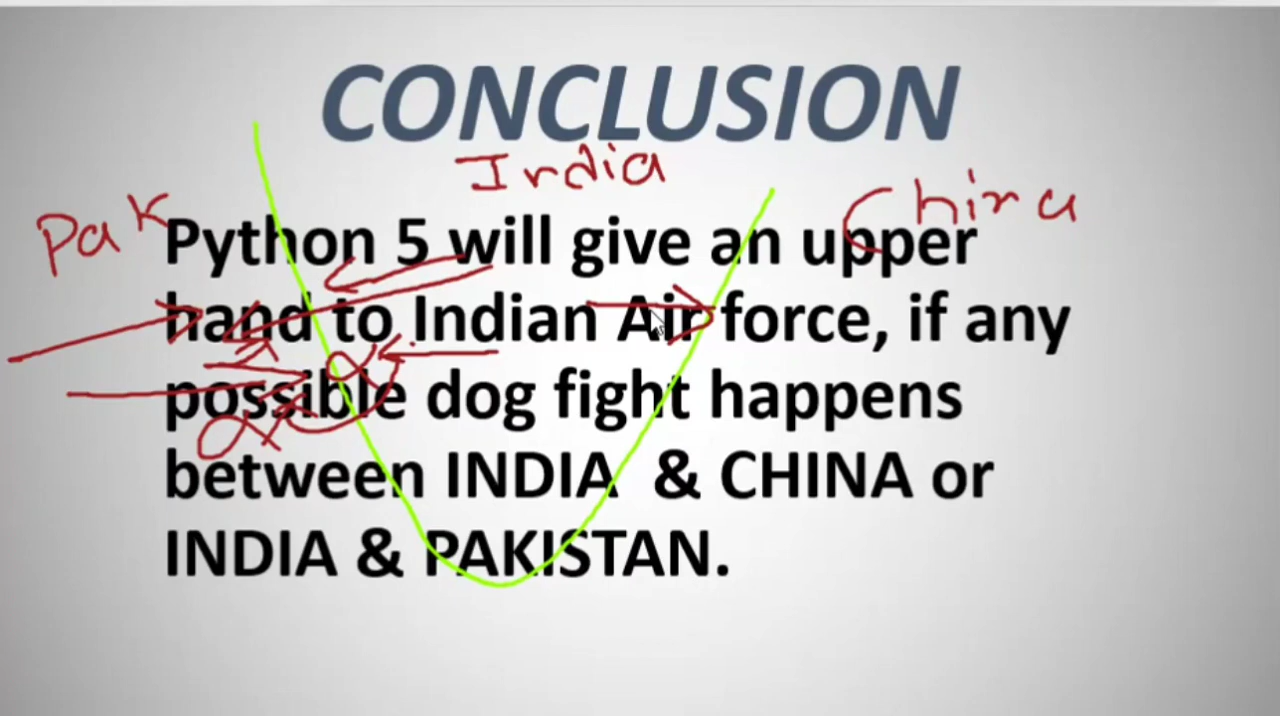 CONCLUSION
India
Pak
China
Python 5 will give an upper
hand to Indian Air force, if any
possible dog fight happens
between INDIA & CHINA or
INDIA & PAKISTAN.